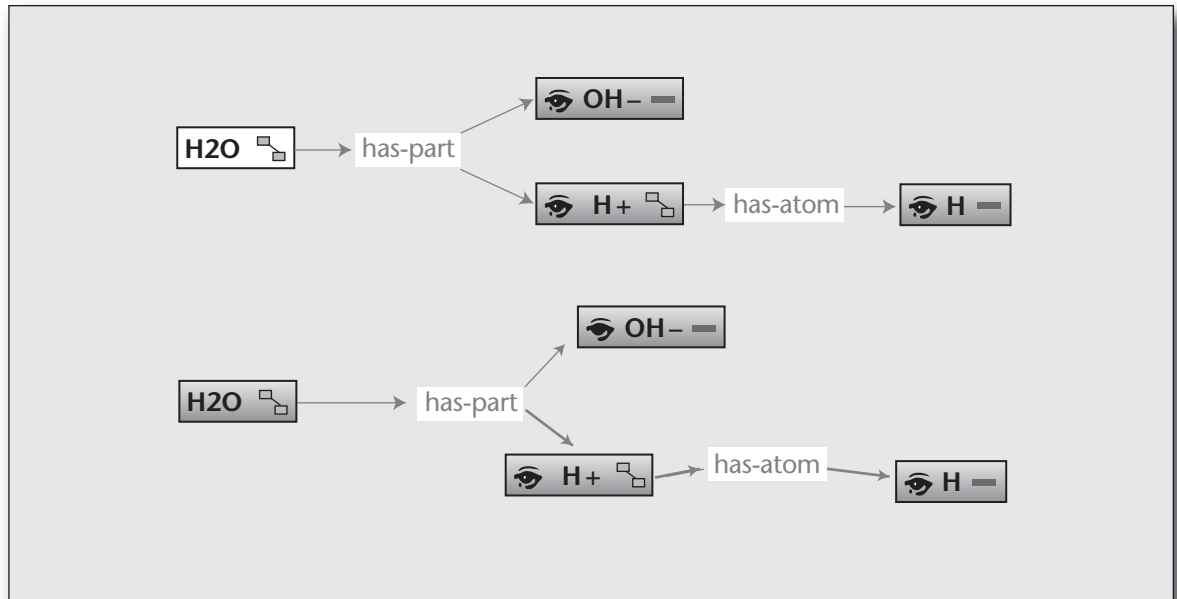 OH–
H2O
has-part
H+
has-atom
H
OH–
H2O
has-part
H+
has-atom
H